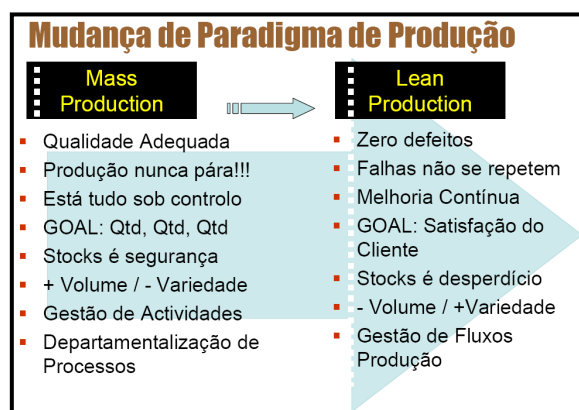 Mudança de Paradigma de Produção
Mass
Production
Qualidade Adequada
Produção nunca pára!!!
Está tudo sob controlo
GOAL: Qtd, Qtd, Qtd
Stocks é segurança
+ Volume / - Variedade
Gestão de Actividades
Departamentalização de
Processos
Lean
Production
Zero defeitos
Falhas não se repetem
Melhoria Contínua
GOAL: Satisfação do
Cliente
Stocks é desperdício
- Volume / +Variedade
Gestão de Fluxos
Produção